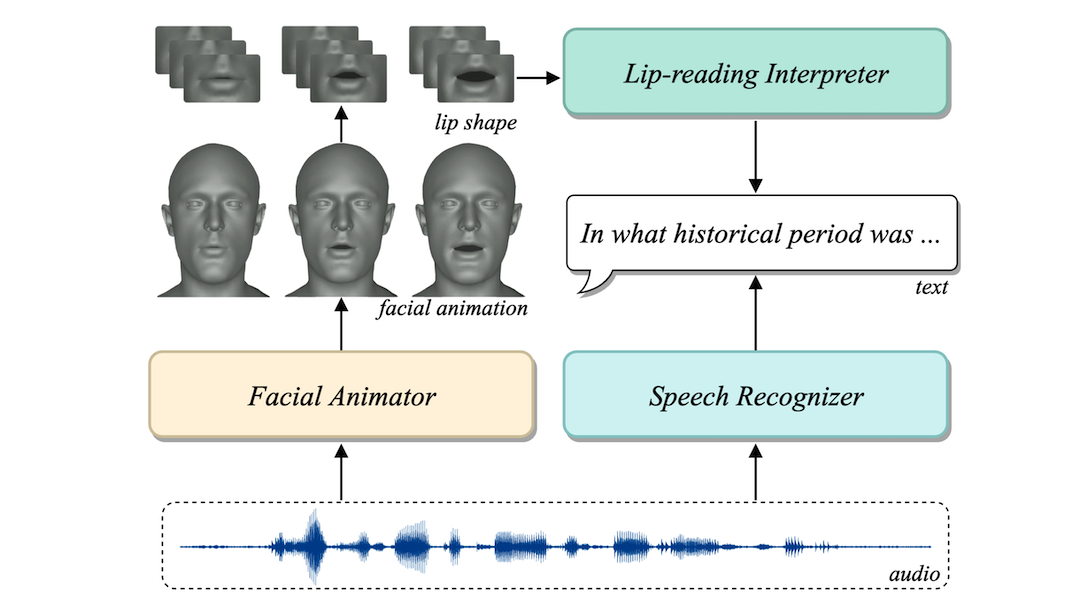 Lip-reading Interpreter
lip shape
In what historical period was ...
text
facial animation
Facial Animator
Speech Recognizer
audio